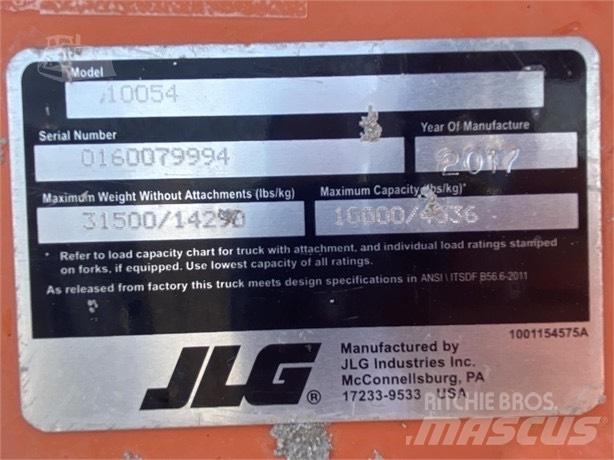 Model
10054
Serial Number
0160079994
Year Of Manufacture
2017
Maximum Weight Without Attachments (lbs/kg)
31500/14290
Maximum Capacity (lbs/kg)*
10000/4536
* Refer to load capacity chart for truck with attachment, and individual load ratings stamped
on forks, if equipped. Use lowest capacity of all ratings.
As released from factory this truck meets design specifications in ANSI \ ITSDF B56.6-2011
1001154575A
JLG®
Manufactured by
JLG Industries Inc.
McConnellsburg, PA
17233-9533 USA
RITCHIE BROS.
MASCUS